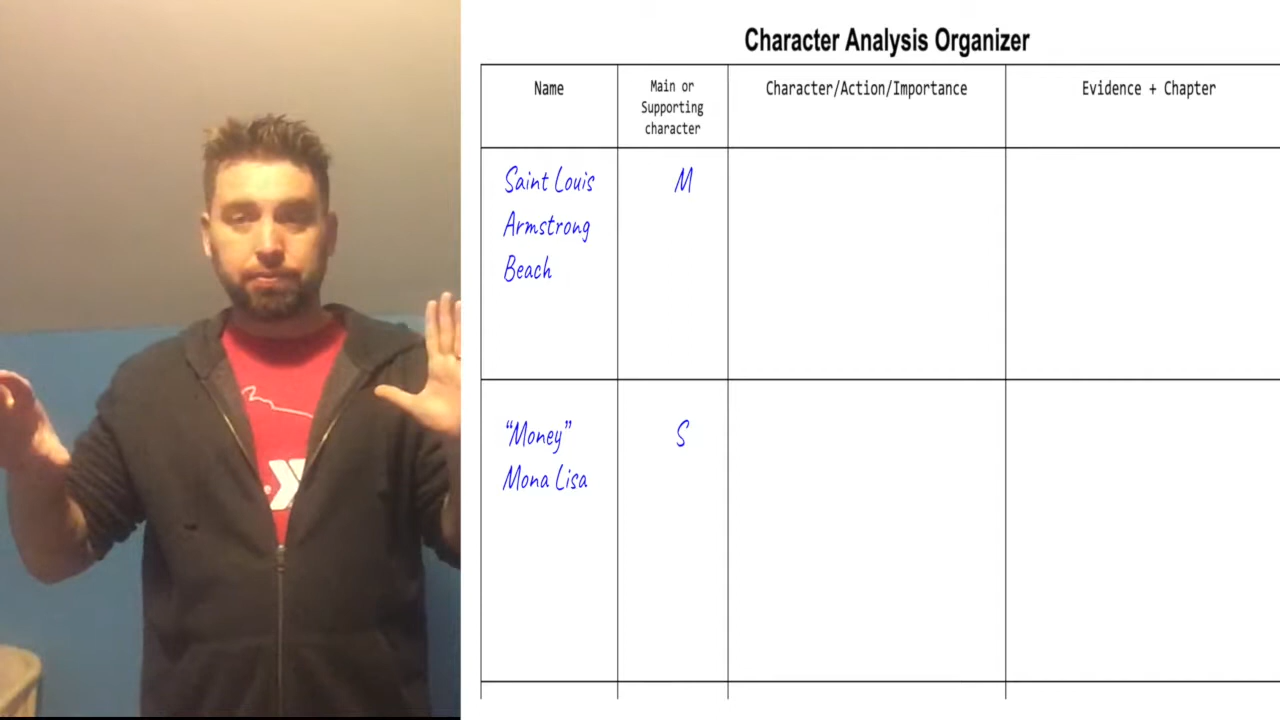 Character Analysis Organizer
Name
Main or
Supporting
character
Character/Action/Importance
Evidence + Chapter
Saint Louis
Armstrong
Beach
M
“Money”
Mona Lisa
S